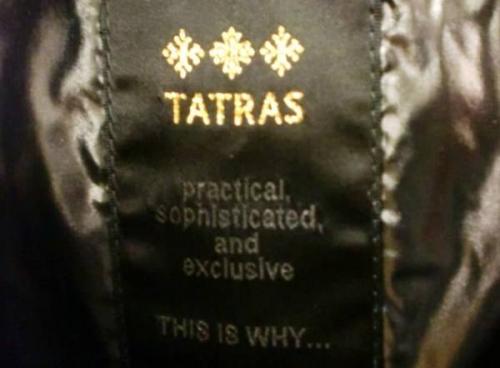 TATRAS
practical,
sophisticated,
and
exclusive
THIS IS WHY...